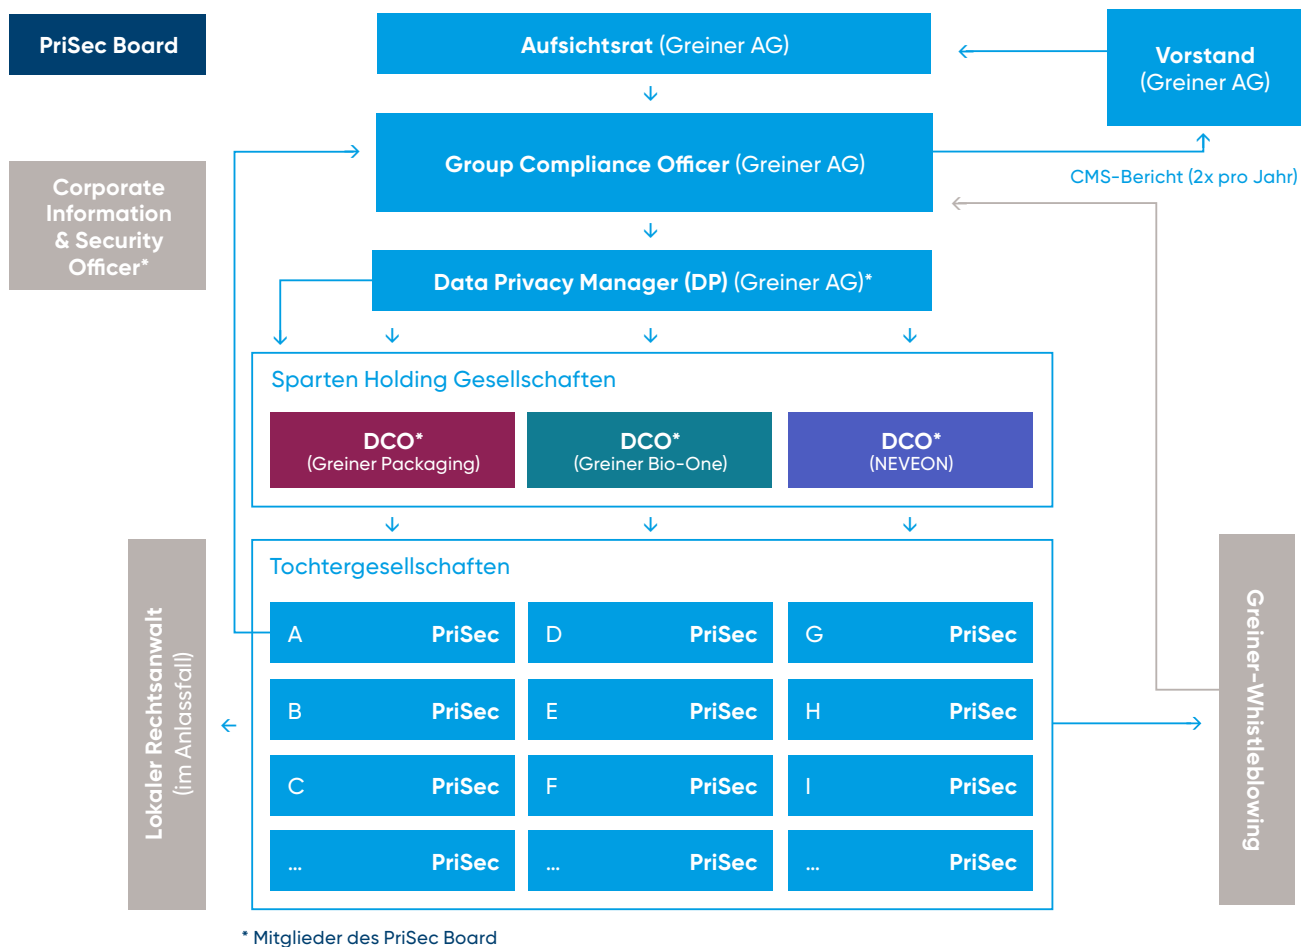 PriSec Board
Aufsichtsrat (Greiner AG)
Vorstand
(Greiner AG)
Group Compliance Officer (Greiner AG)
CMS-Bericht (2x pro Jahr)
Corporate
Information
& Security
Officer*
Data Privacy Manager (DP) (Greiner AG)*
Sparten Holding Gesellschaften
DCO*
(Greiner Packaging)
DCO*
(Greiner Bio-One)
DCO*
(NEVEON)
Tochtergesellschaften
A PriSec
D PriSec
G PriSec
B PriSec
E PriSec
H PriSec
C PriSec
F PriSec
I PriSec
... PriSec
... PriSec
... PriSec
Lokaler Rechtsanwalt
(im Anlassfall)
Greiner-Whistleblowing
* Mitglieder des PriSec Board